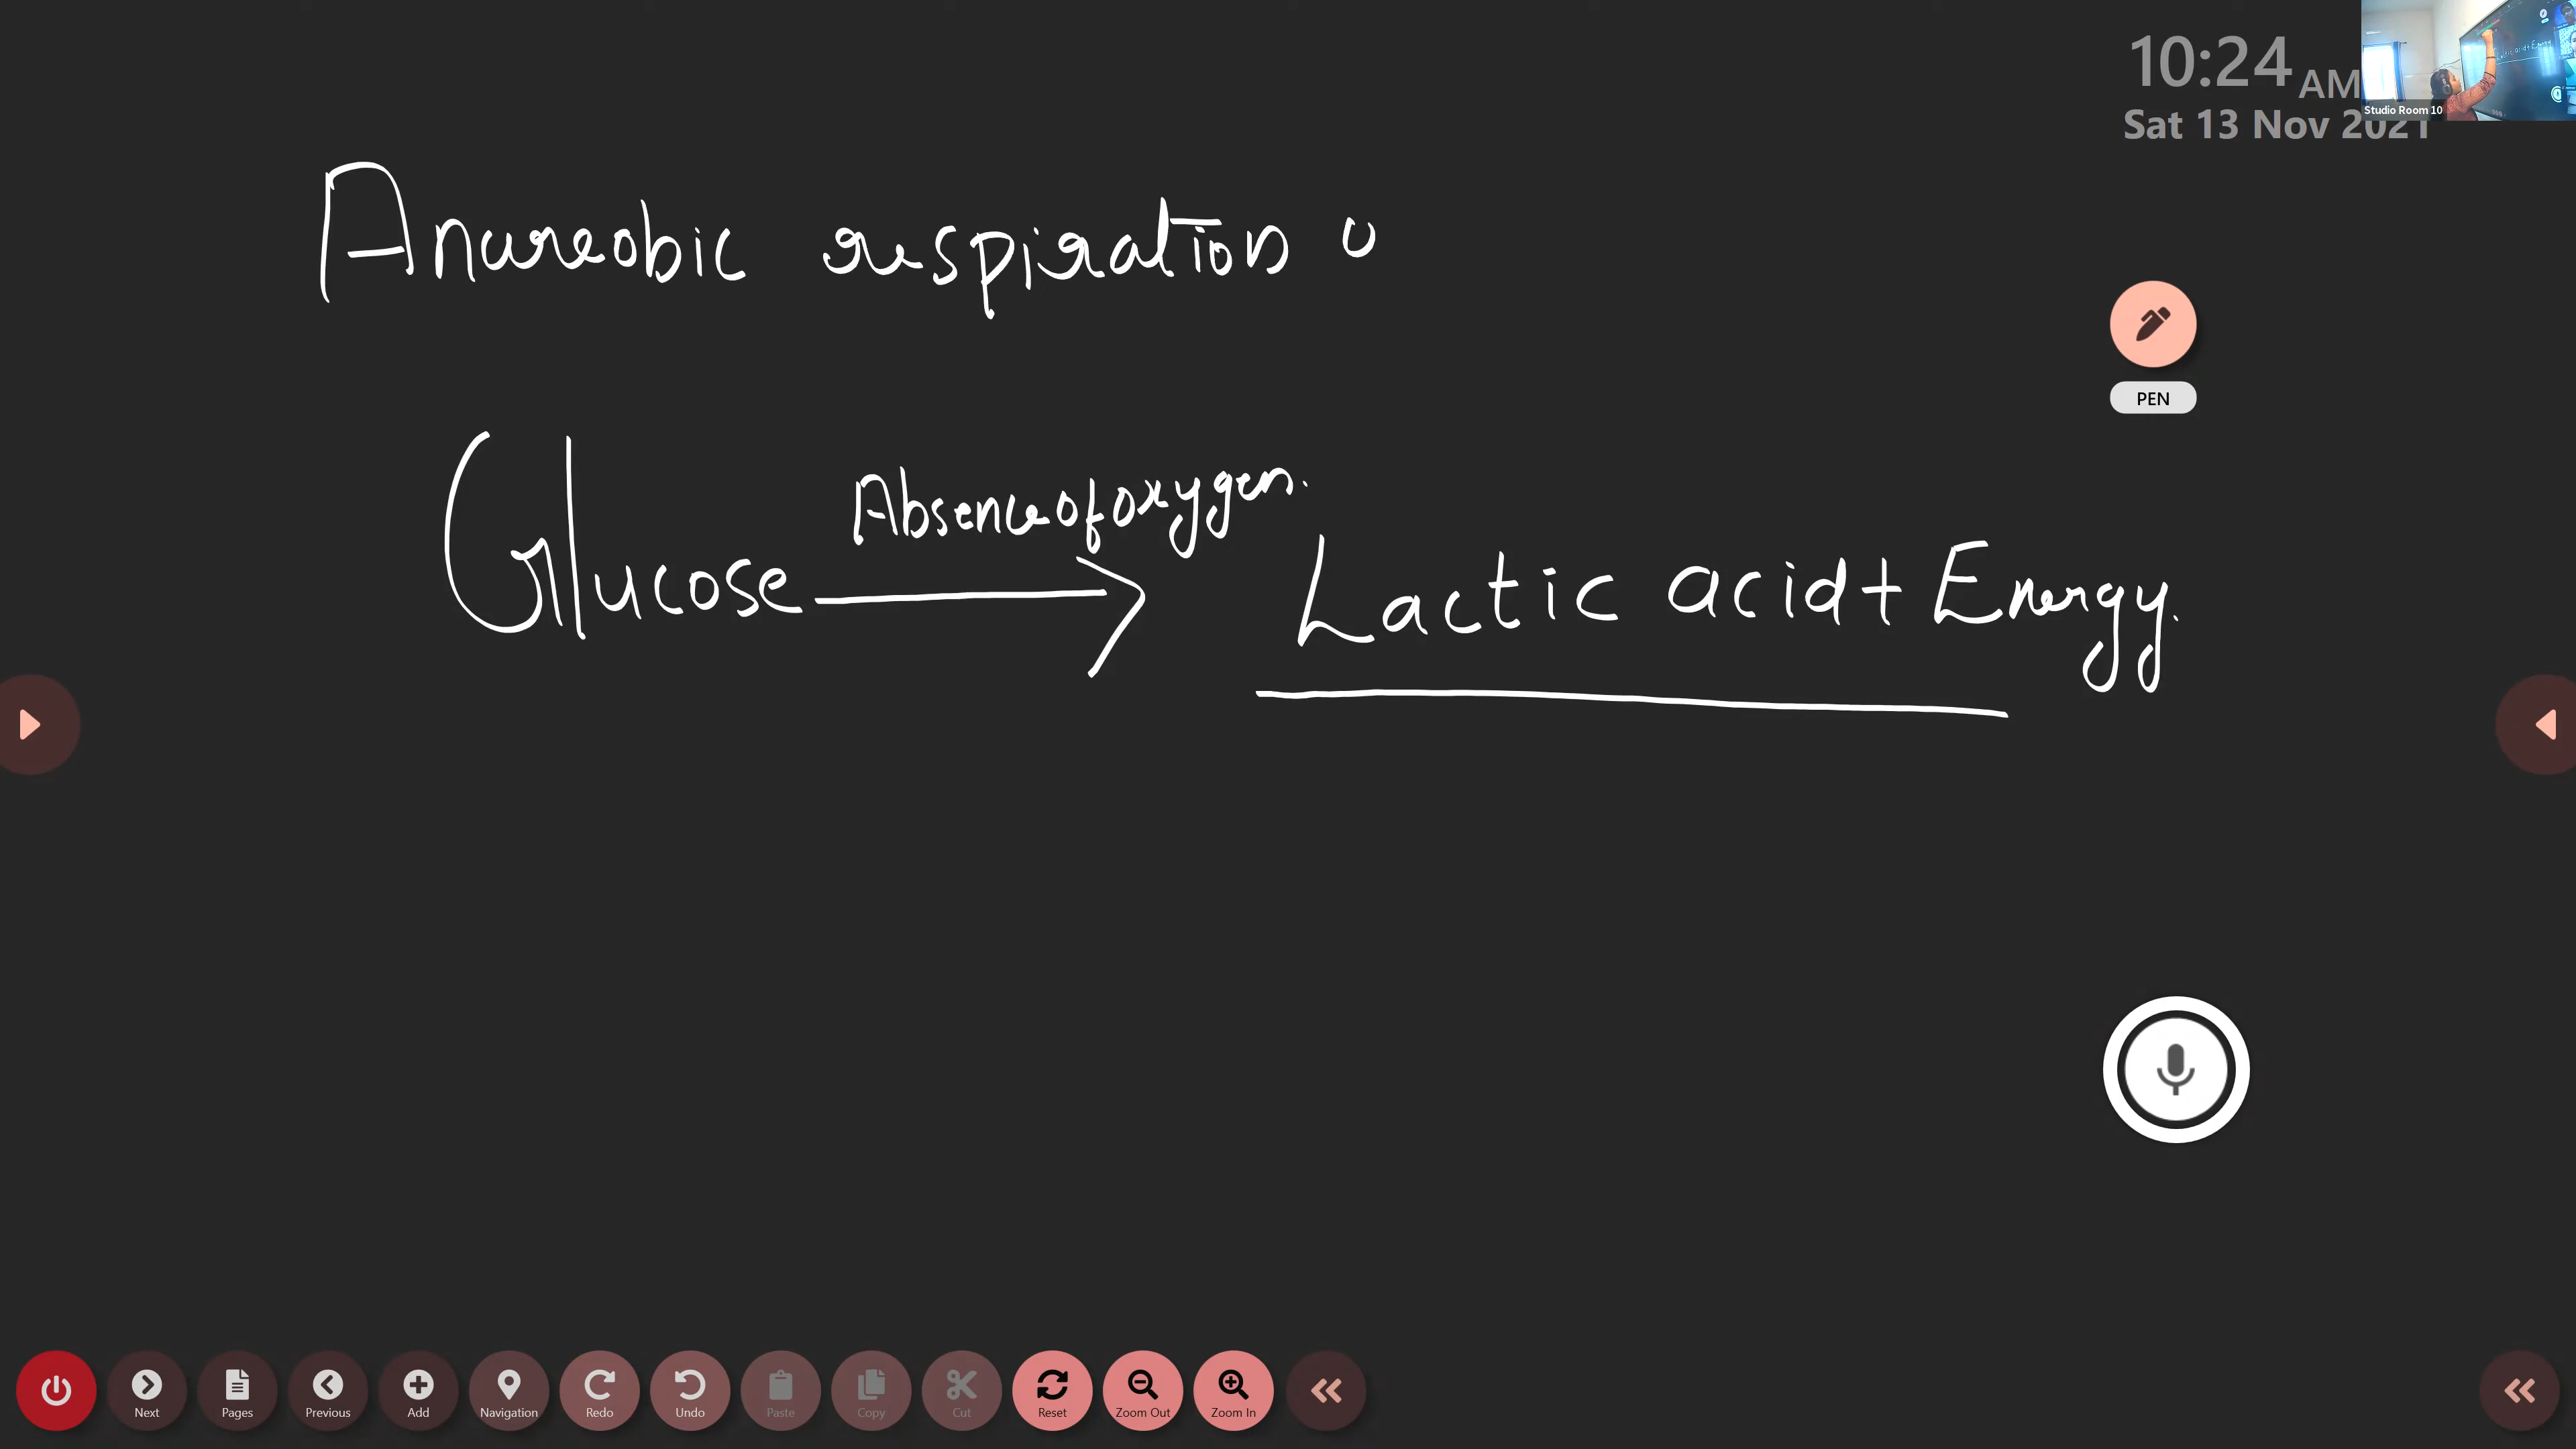 10:24 AM
Sat 13 Nov 2021
Studio Room 10
Anareobic respiration o
PEN
Absence of oxygen.
Glucose → Lactic acid + Energy.
Next
Pages
Previous
Add
Navigation
Redo
Undo
Paste
Copy
Cut
Reset
Zoom Out
Zoom In